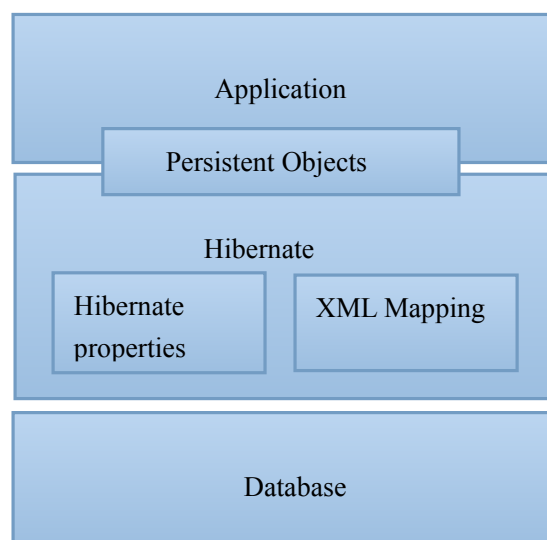 Application
Persistent Objects
Hibernate
Hibernate
properties
XML Mapping
Database